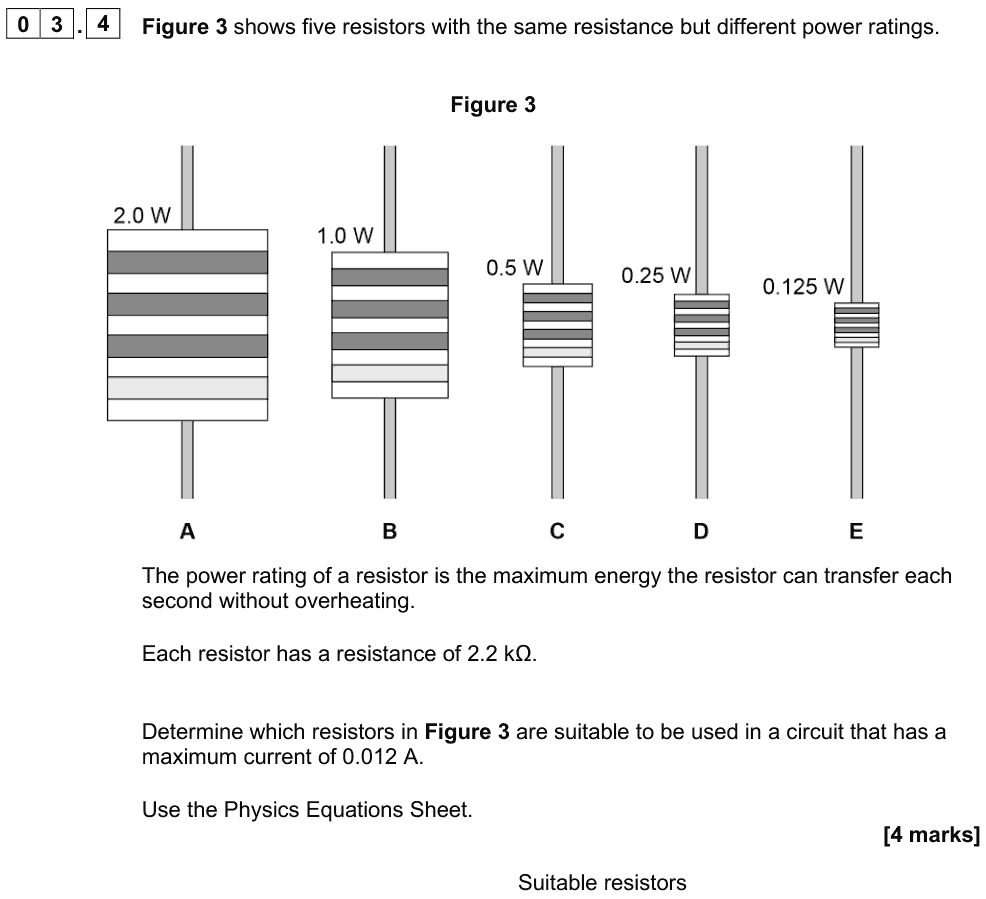 0 3 . 4 Figure 3 shows five resistors with the same resistance but different power ratings.
Figure 3
2.0 W
1.0 W
0.5 W
0.25 W
0.125 W
A B C D E
The power rating of a resistor is the maximum energy the resistor can transfer each
second without overheating.
Each resistor has a resistance of 2.2 kΩ.
Determine which resistors in Figure 3 are suitable to be used in a circuit that has a
maximum current of 0.012 A.
Use the Physics Equations Sheet.
[4 marks]
Suitable resistors